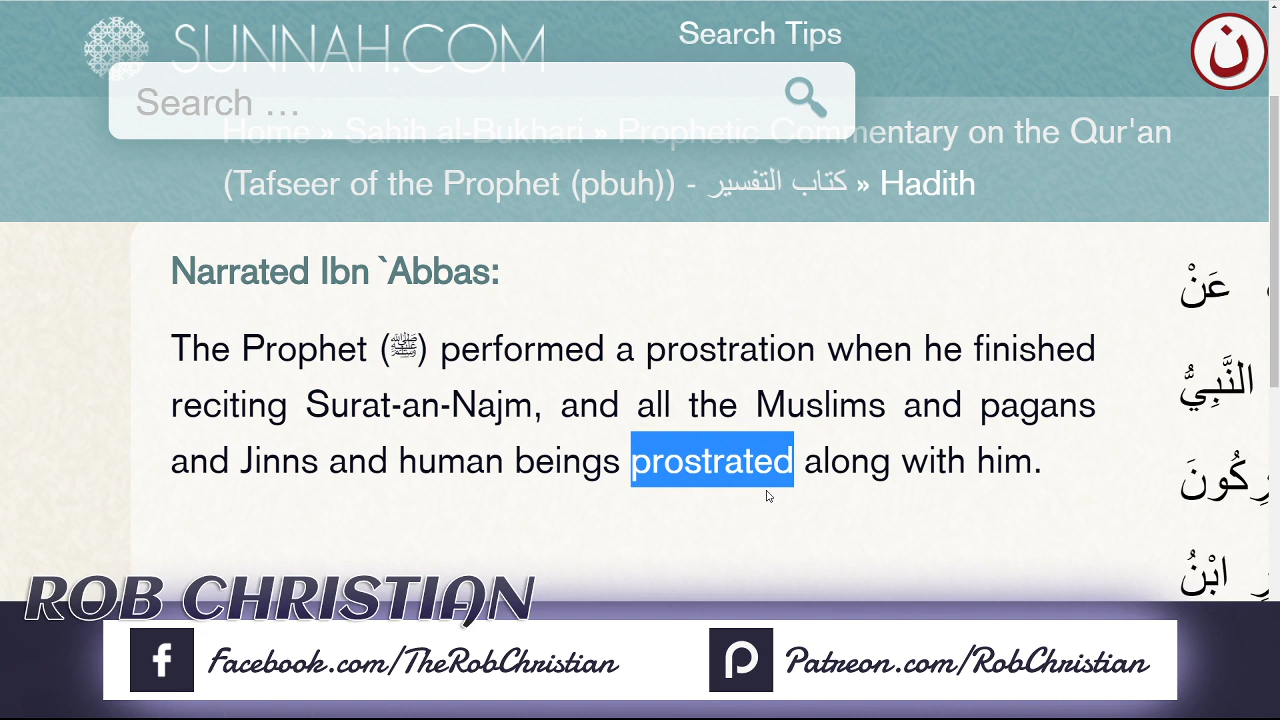 SUNNAH.COM
Search Tips
ن
Search ...
Home » Sahih al-Bukhari » Prophetic Commentary on the Qur'an
(Tafseer of the Prophet (pbuh)) - كتاب التفسير » Hadith
Narrated Ibn `Abbas:
The Prophet (ﷺ) performed a prostration when he finished
reciting Surat-an-Najm, and all the Muslims and pagans
and Jinns and human beings prostrated along with him.
عَنْ
النَّبِيُّ
ابْنُ
ROB CHRISTIAN
Facebook.com/TheRobChristian
Patreon.com/RobChristian